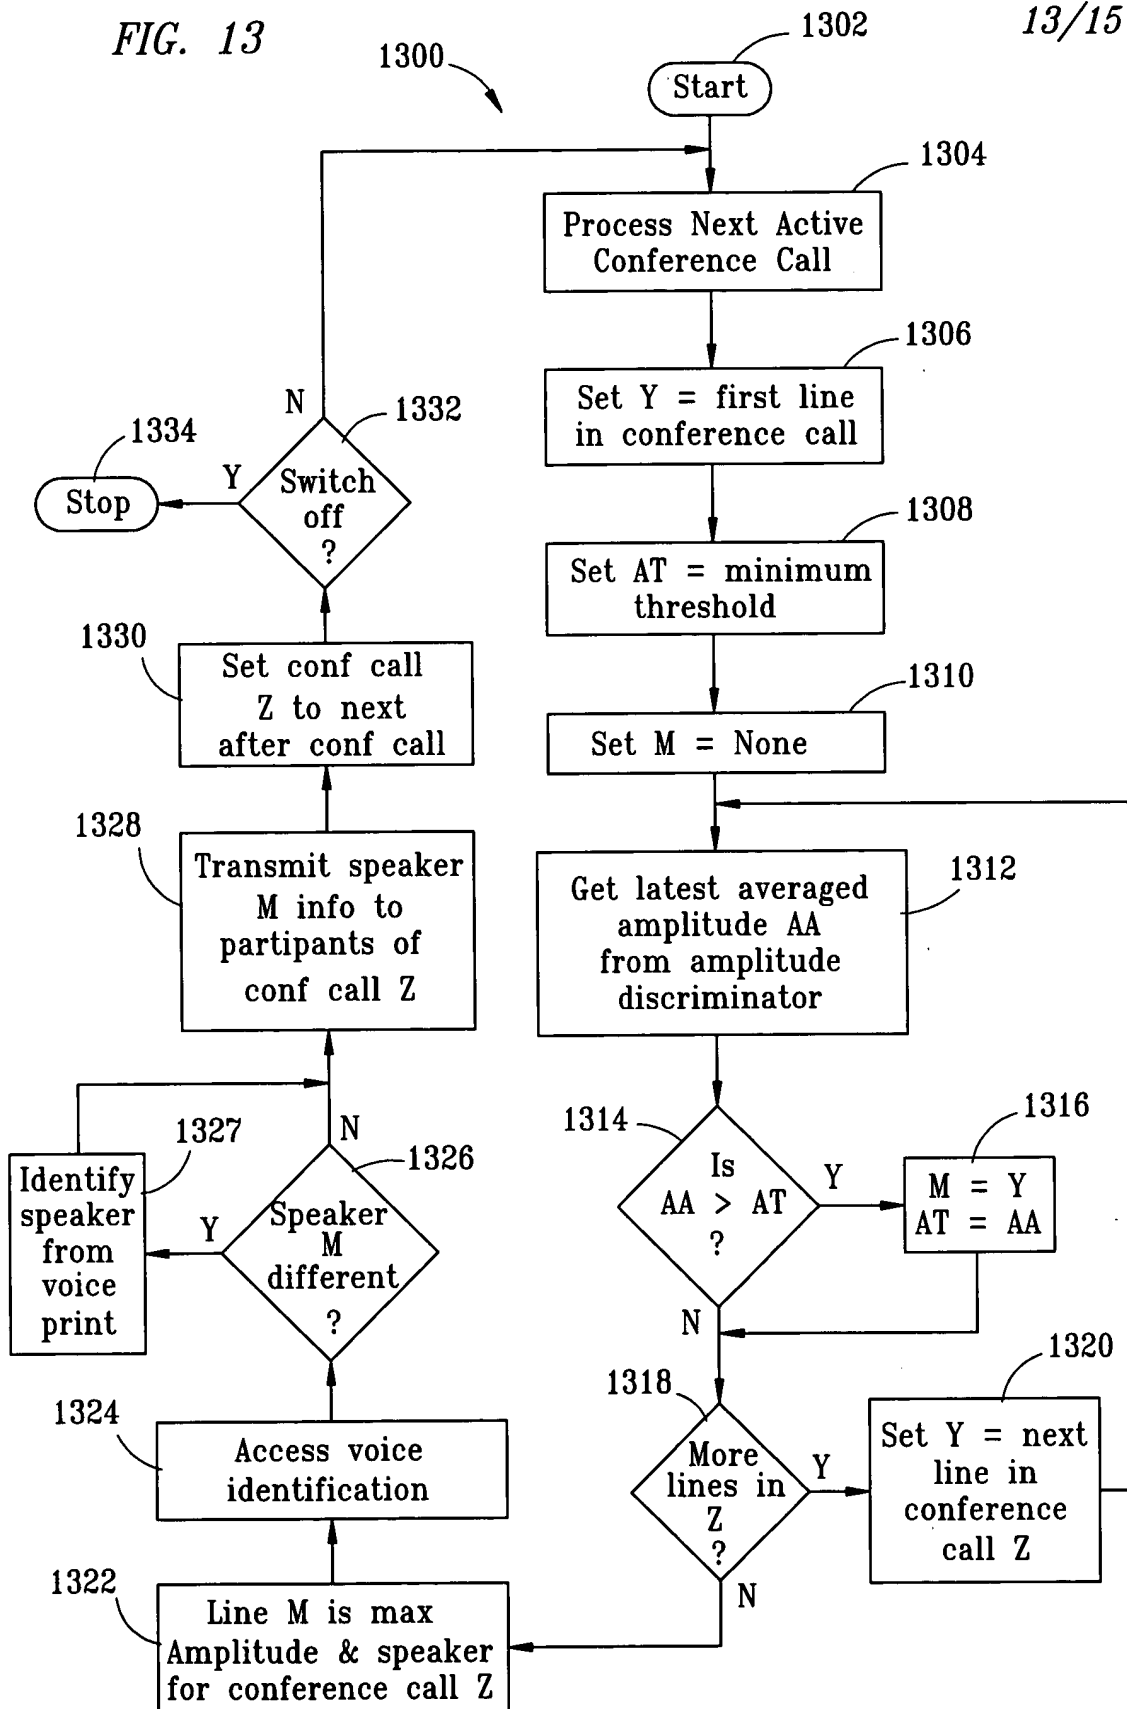 FIG. 13
13/15
1300
1302
Start
1304
Process Next Active
Conference Call
1306
Set Y = first line
in conference call
1308
Set AT = minimum
threshold
1310
Set M = None
1312
Get latest averaged
amplitude AA
from amplitude
discriminator
1314
Is
AA > AT
?
Y
N
1316
M = Y
AT = AA
1318
More
lines in
Z
?
Y
N
1320
Set Y = next
line in
conference
call Z
1322
Line M is max
Amplitude & speaker
for conference call Z
1324
Access voice
identification
1326
Speaker
M
different
?
Y
N
1327
Identify
speaker
from
voice
print
1328
Transmit speaker
M info to
partipants of
conf call Z
1330
Set conf call
Z to next
after conf call
1332
Switch
off
?
N
Y
1334
Stop